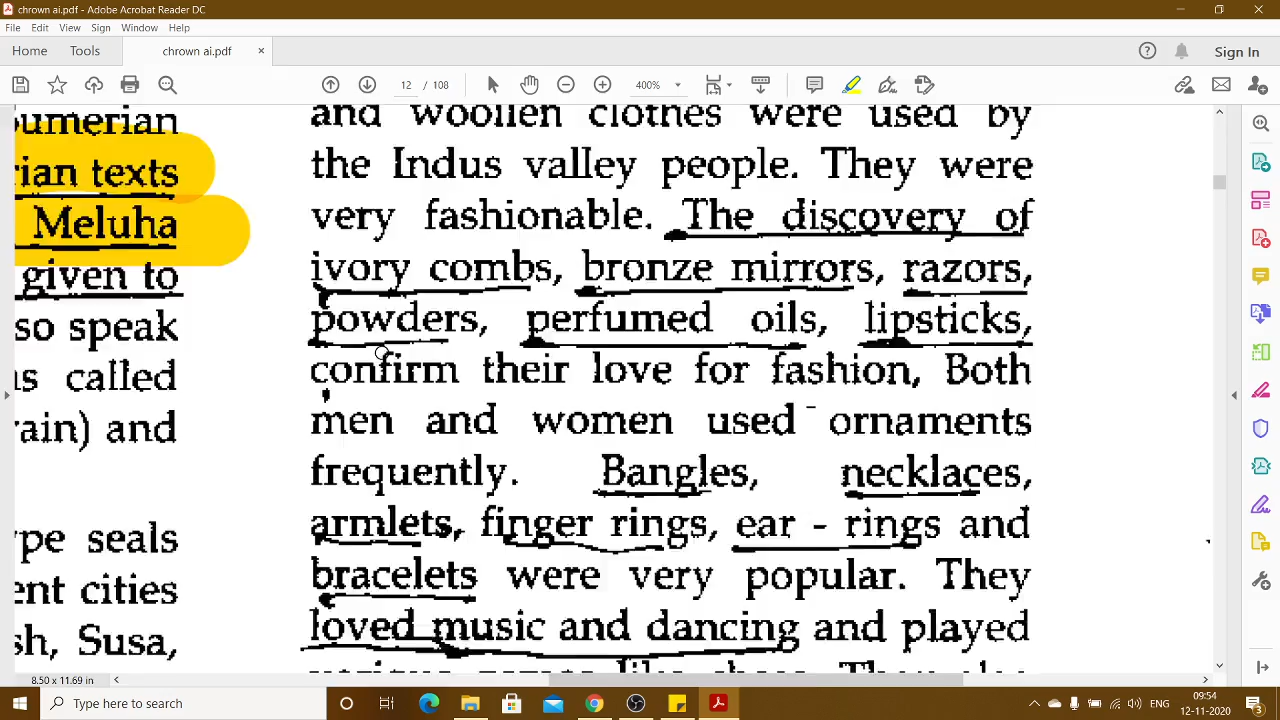 chrown ai.pdf - Adobe Acrobat Reader DC
File Edit View Sign Window Help
Home Tools chrown ai.pdf × Sign In
12 / 108 400%
rian texts
Meluha
given to
so speak
called
and
seals
cities
Susa,
and woollen clothes were used by
the Indus valley people. They were
very fashionable. The discovery of
ivory combs, bronze mirrors, razors,
powders, perfumed oils, lipsticks,
confirm their love for fashion, Both
men and women used ornaments
frequently. Bangles, necklaces,
armlets, finger rings, ear - rings and
bracelets were very popular. They
loved music and dancing and played
8.50 x 11.69 in
Type here to search
ENG
09:54
12-11-2020
3